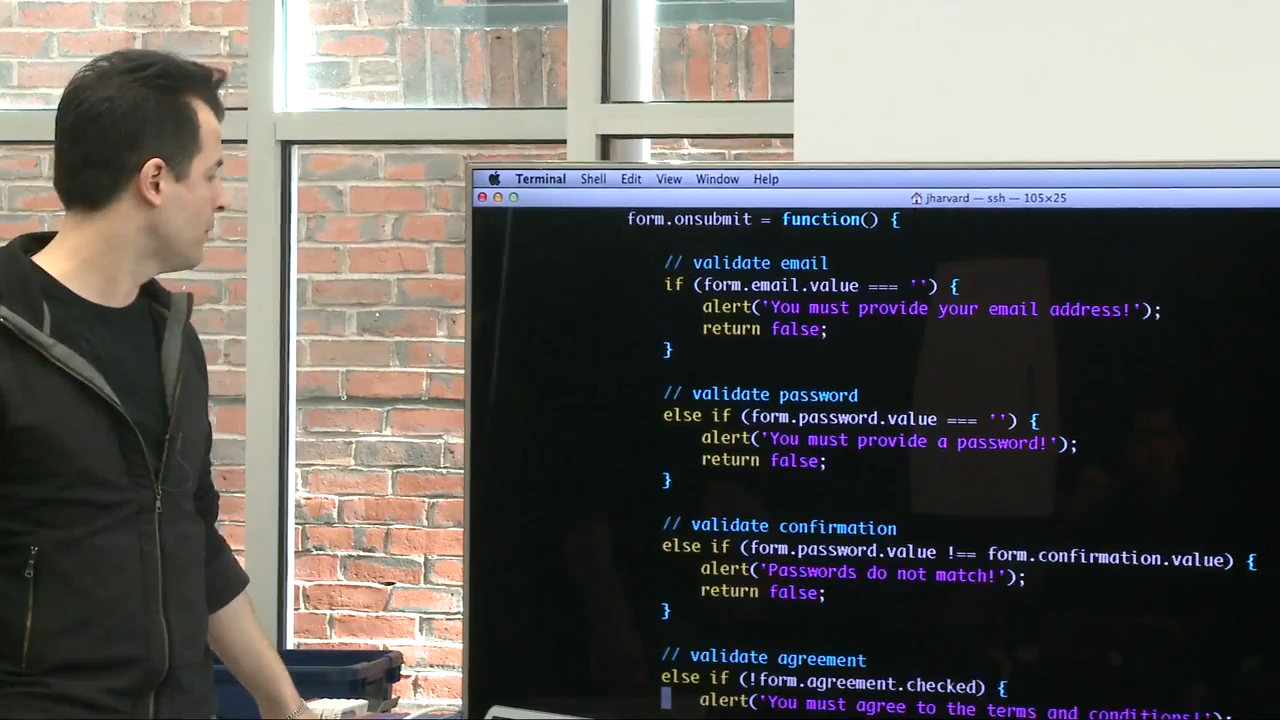 Terminal Shell Edit View Window Help
jharvard — ssh — 105×25
form.onsubmit = function() {
// validate email
if (form.email.value === '') {
alert('You must provide your email address!');
return false;
}
// validate password
else if (form.password.value === '') {
alert('You must provide a password!');
return false;
}
// validate confirmation
else if (form.password.value !== form.confirmation.value) {
alert('Passwords do not match!');
return false;
}
// validate agreement
else if (!form.agreement.checked) {
alert('You must agree to the terms and conditions!');